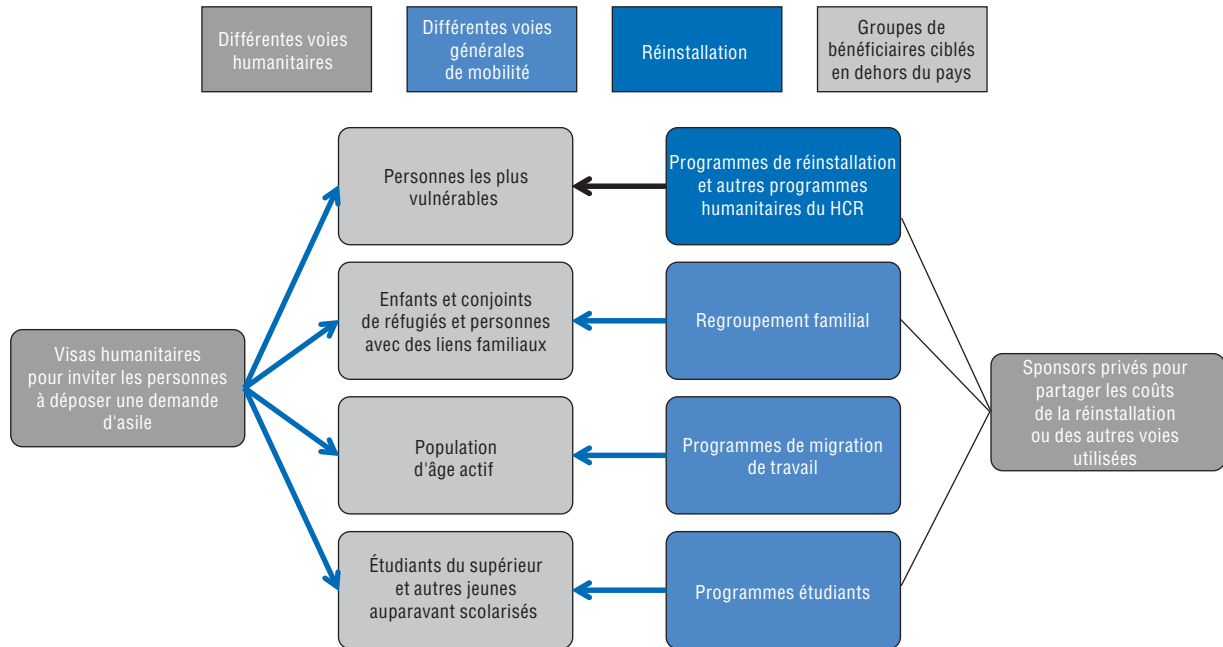 Différentes voies
humanitaires
Différentes voies
générales
de mobilité
Réinstallation
Groupes de
bénéficiaires ciblés
en dehors du pays
Personnes les plus
vulnérables
Programmes de réinstallation
et autres programmes
humanitaires du HCR
Enfants et conjoints
de réfugiés et personnes
avec des liens familiaux
Regroupement familial
Visas humanitaires
pour inviter les personnes
à déposer une demande
d'asile
Sponsors privés pour
partager les coûts
de la réinstallation
ou des autres voies
utilisées
Population
d'âge actif
Programmes de migration
de travail
Étudiants du supérieur
et autres jeunes
auparavant scolarisés
Programmes étudiants